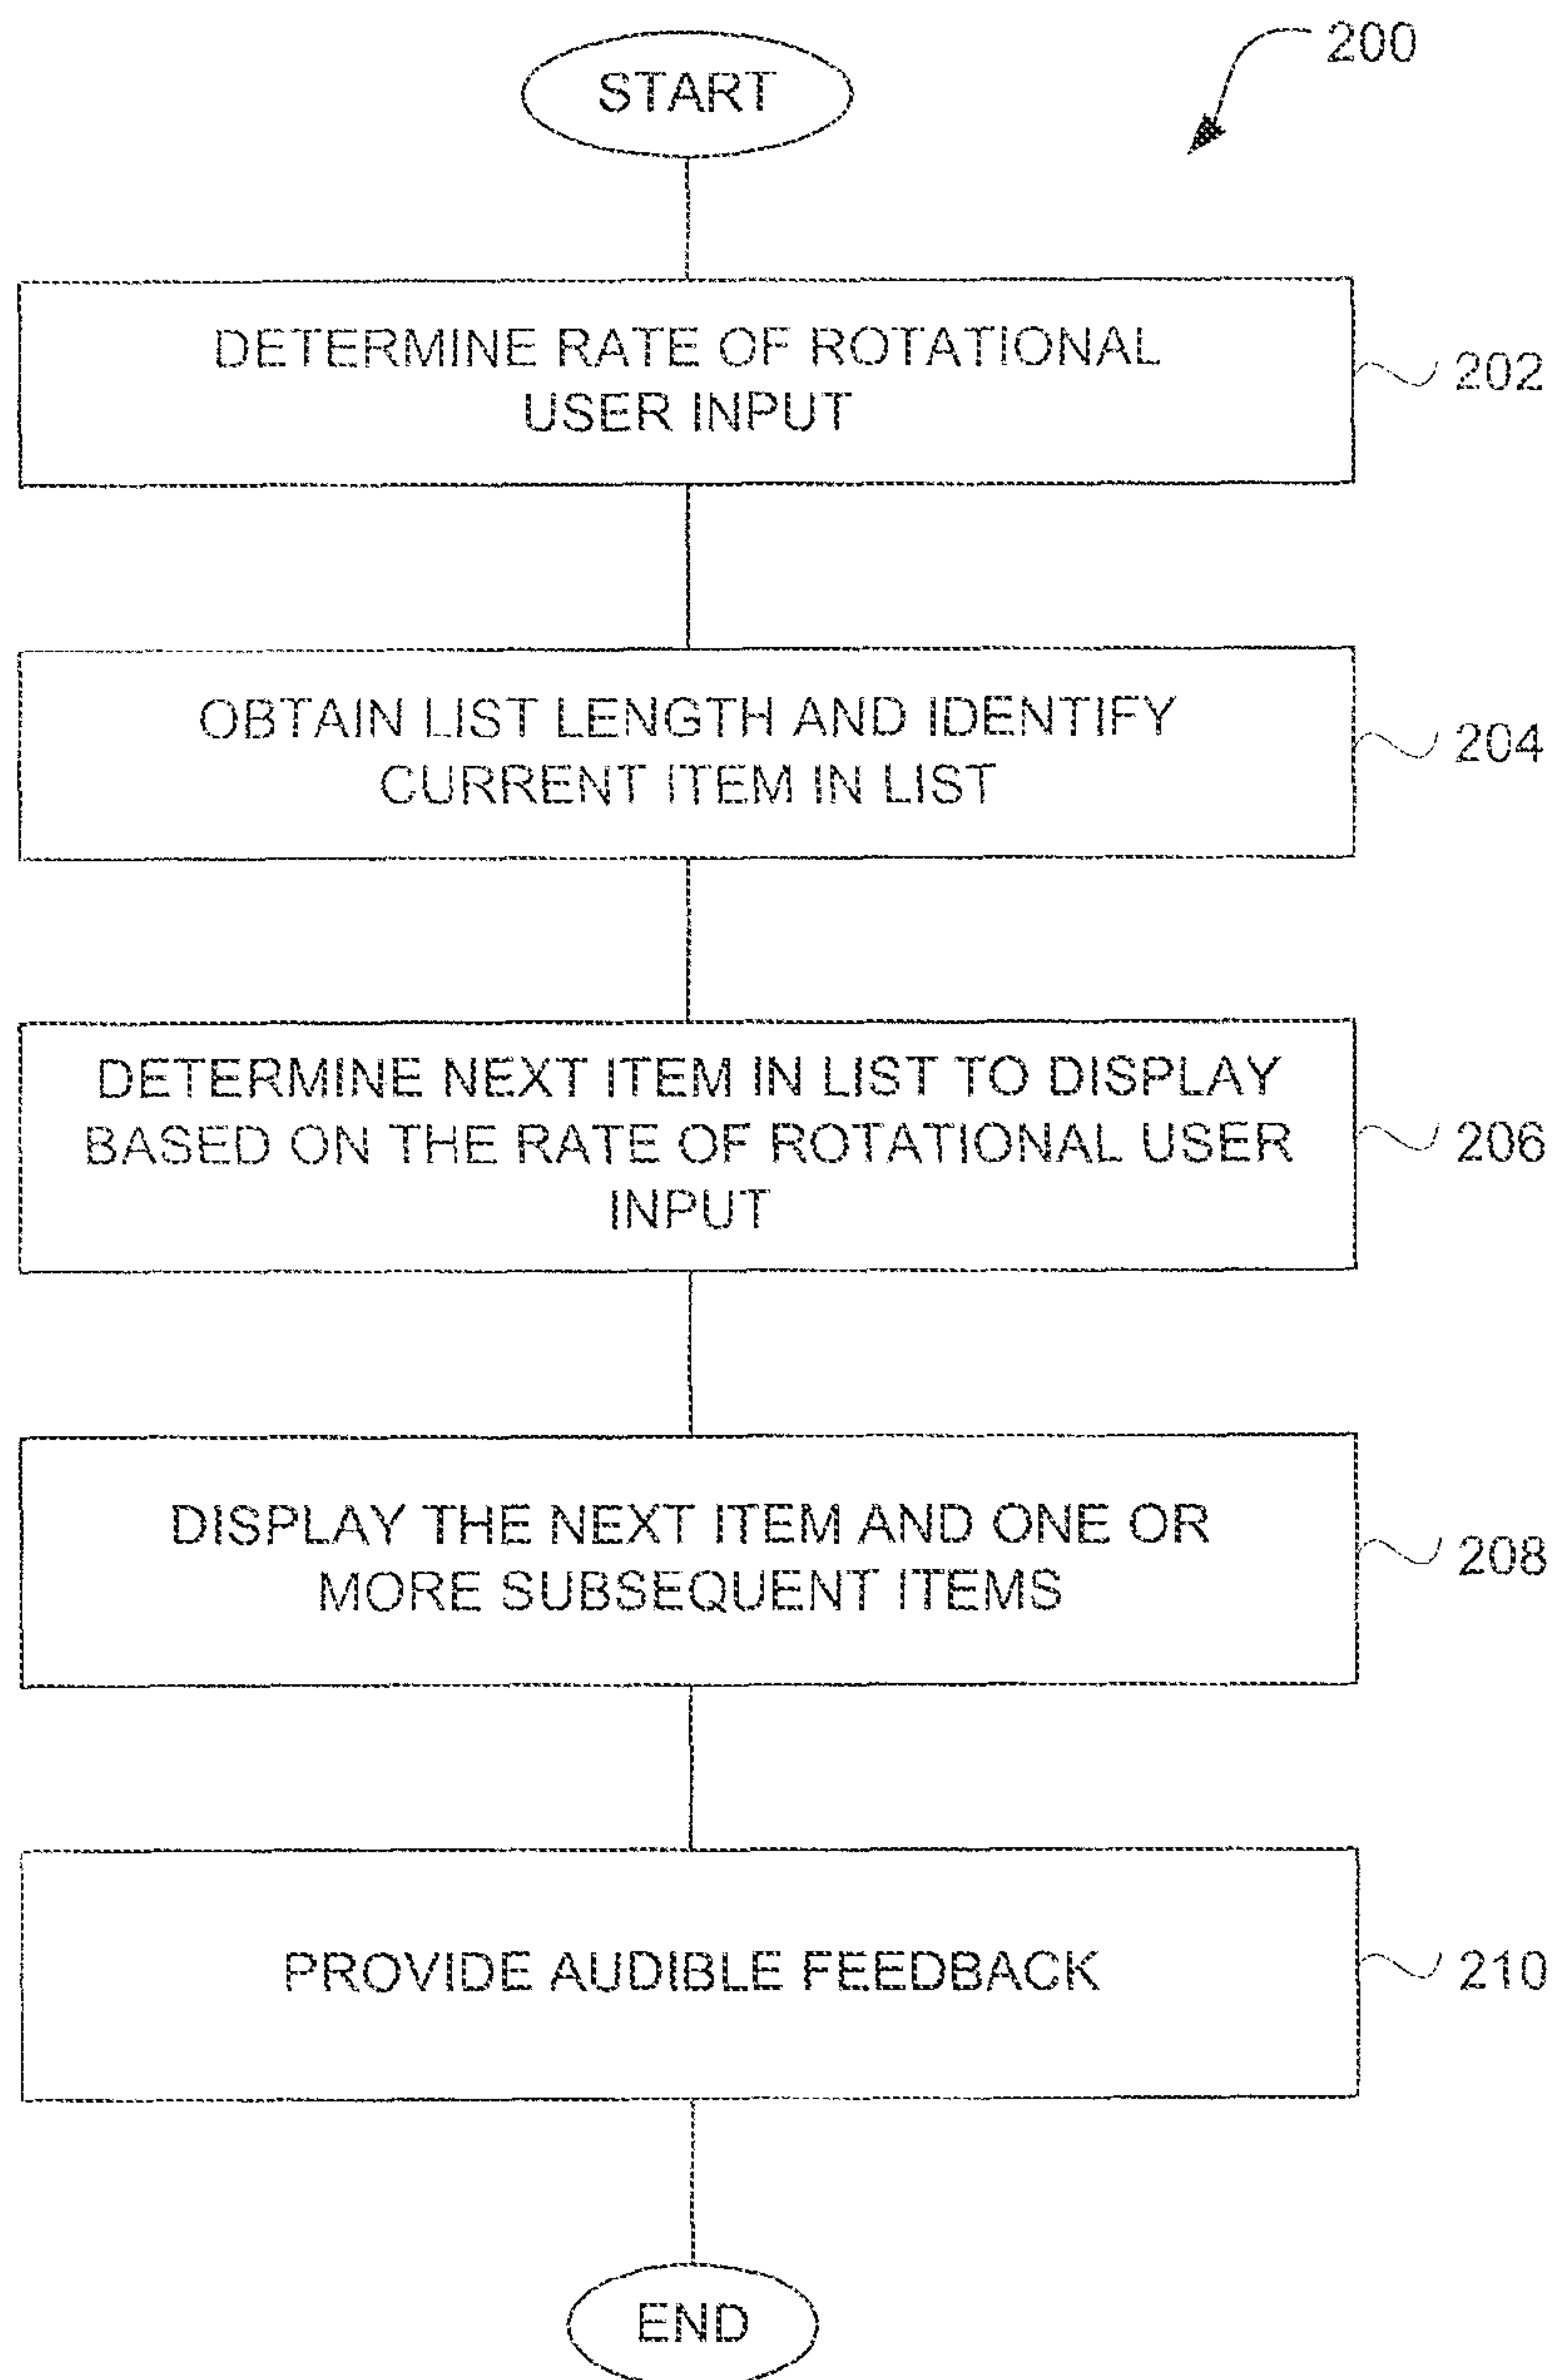 200
START
DETERMINE RATE OF ROTATIONAL
USER INPUT
202
OBTAIN LIST LENGTH AND IDENTIFY
CURRENT ITEM IN LIST
204
DETERMINE NEXT ITEM IN LIST TO DISPLAY
BASED ON THE RATE OF ROTATIONAL USER
INPUT
206
DISPLAY THE NEXT ITEM AND ONE OR
MORE SUBSEQUENT ITEMS
208
PROVIDE AUDIBLE FEEDBACK
210
END